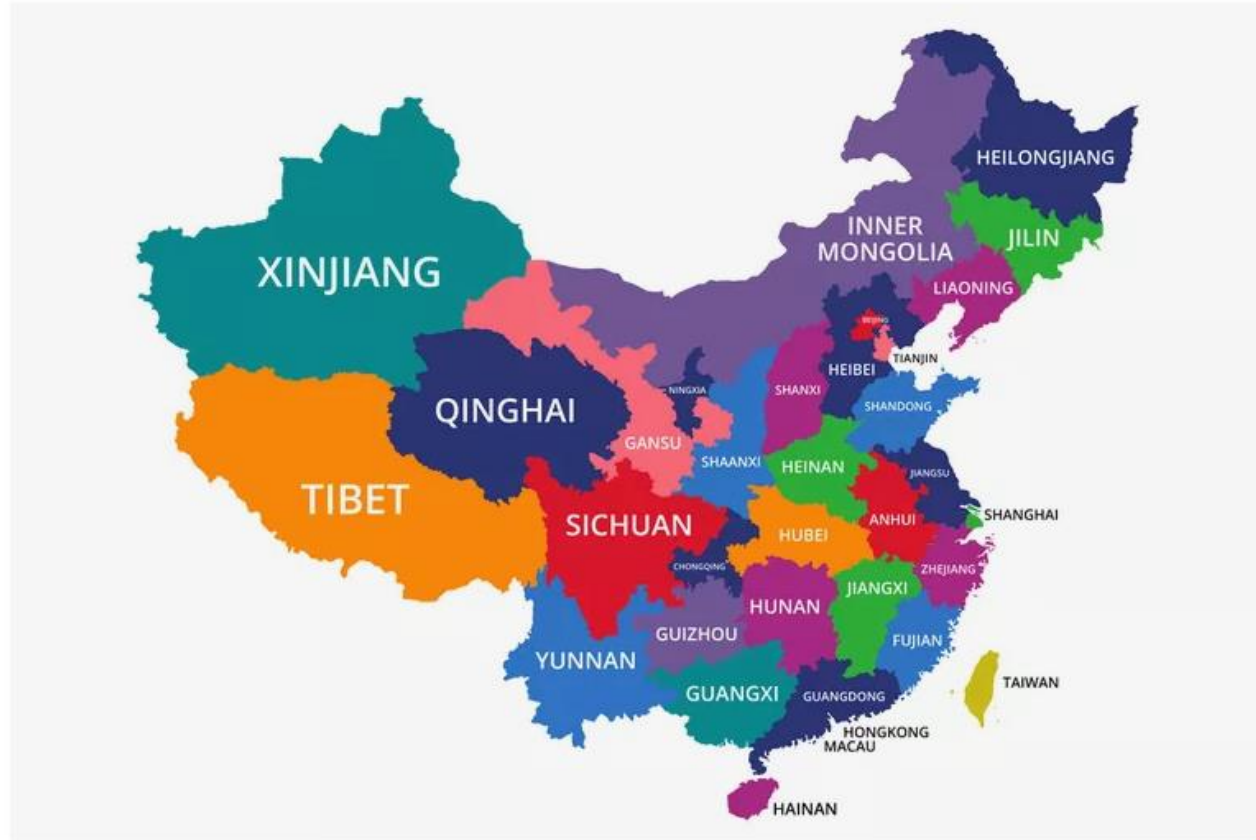 HEILONGJIANG
INNER
MONGOLIA
JILIN
XINJIANG
LIAONING
BEIJING
TIANJIN
HEIBEI
NINGXIA
SHANXI
QINGHAI
SHANDONG
GANSU
SHAANXI
HEINAN
JIANGSU
TIBET
SICHUAN
SHANGHAI
ANHUI
HUBEI
CHONGQING
ZHEJIANG
JIANGXI
HUNAN
GUIZHOU
FUJIAN
YUNNAN
TAIWAN
GUANGXI
GUANGDONG
HONGKONG
MACAU
HAINAN